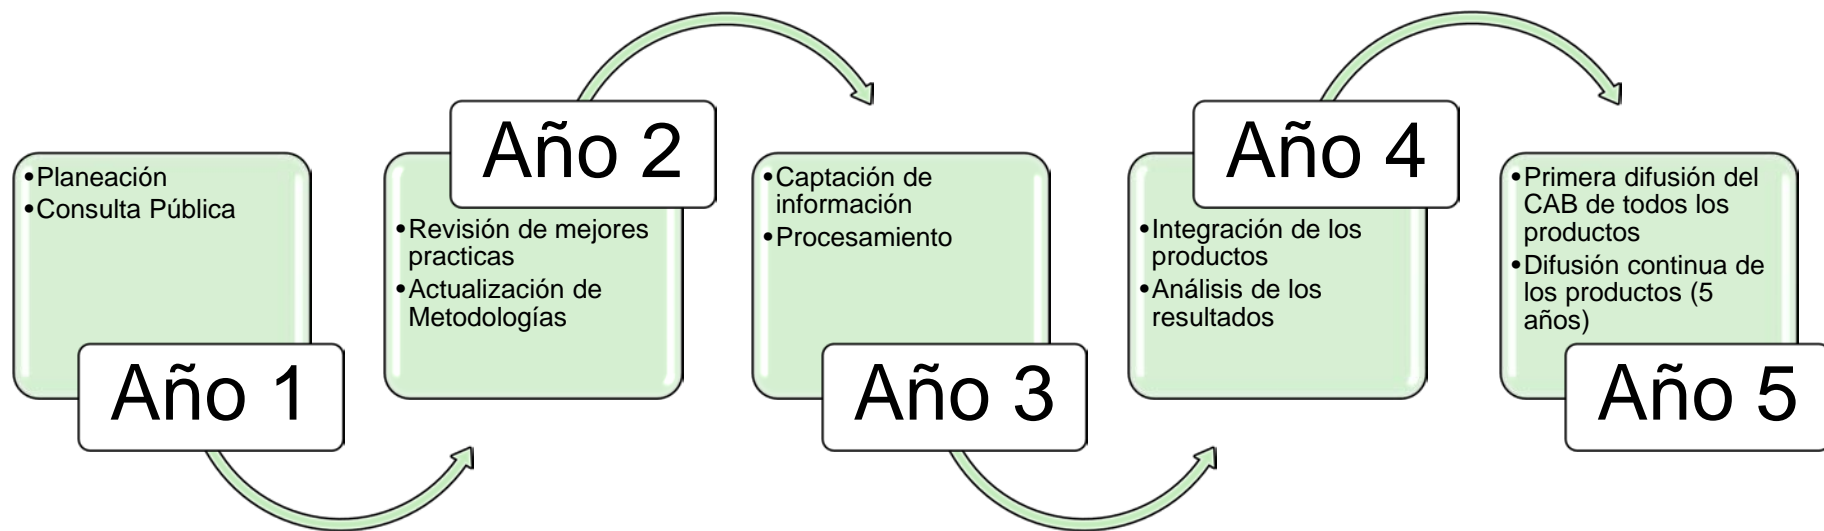 •Planeación
•Consulta Pública
Año 1
Año 2
•Revisión de mejores
practicas
•Actualización de
Metodologías
•Captación de
información
•Procesamiento
Año 3
Año 4
•Integración de los
productos
•Análisis de los
resultados
•Primera difusión del
CAB de todos los
productos
•Difusión continua de
los productos (5
años)
Año 5